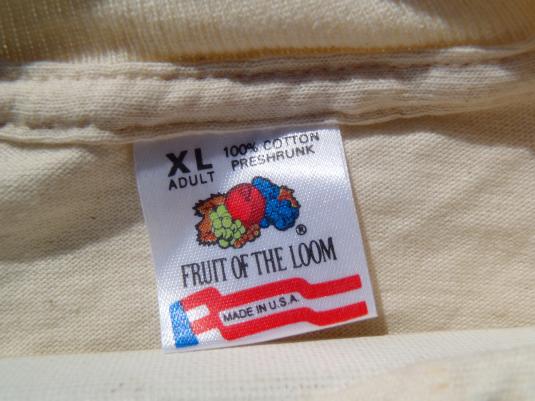 XL 100% COTTON
ADULT PRESHRUNK
®
FRUIT OF THE LOOM
MADE IN U.S.A.